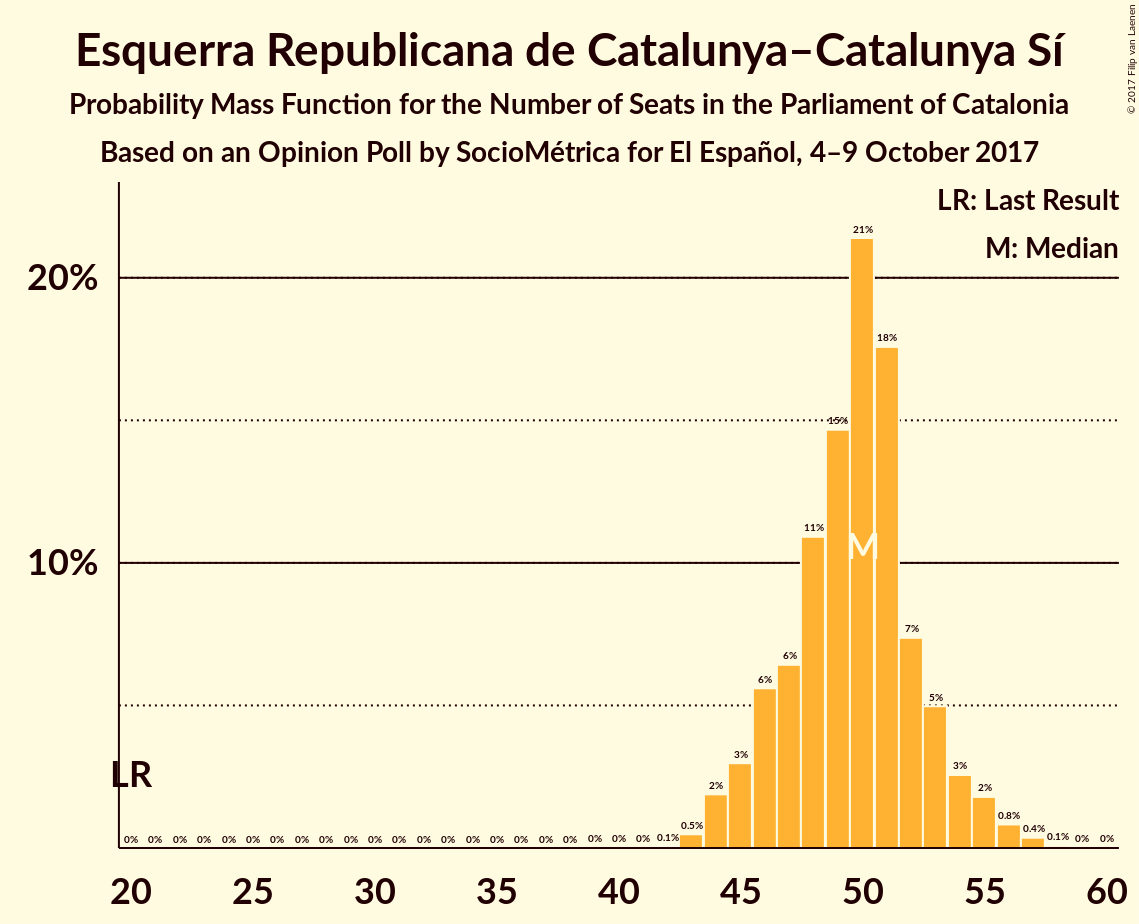 Esquerra Republicana de Catalunya–Catalunya Sí
Probability Mass Function for the Number of Seats in the Parliament of Catalonia
Based on an Opinion Poll by SocioMétrica for El Español, 4–9 October 2017
© 2017 Filip van Laenen
LR: Last Result
M: Median
20%
10%
LR
M
0% 0% 0% 0% 0% 0% 0% 0% 0% 0% 0% 0% 0% 0% 0% 0% 0% 0% 0% 0% 0% 0% 0.1% 0.5% 2% 3% 6% 6% 11% 15% 21% 18% 7% 5% 3% 2% 0.8% 0.4% 0.1% 0% 0%
20 25 30 35 40 45 50 55 60